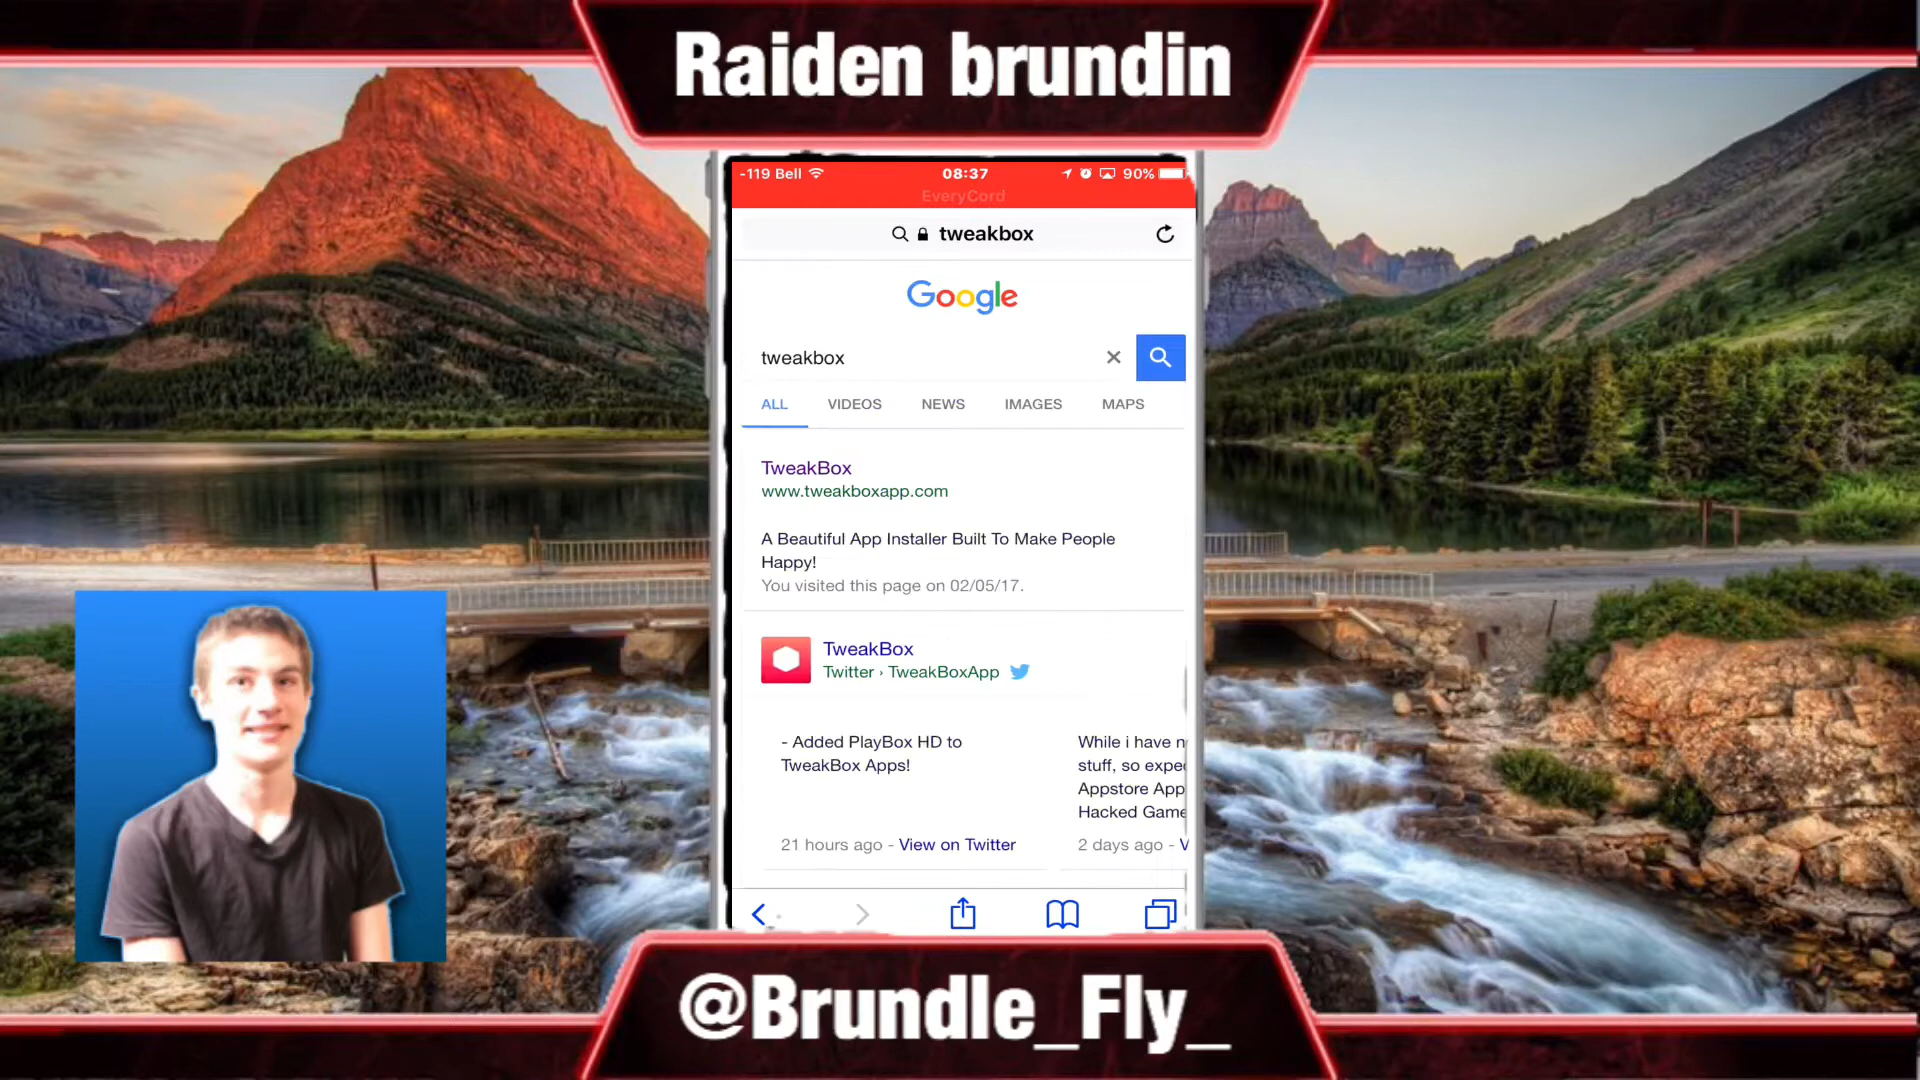 Raiden brundin
-119 Bell 08:37 90%
EveryCord
tweakbox
Google
tweakbox
ALL VIDEOS NEWS IMAGES MAPS
TweakBox
www.tweakboxapp.com
A Beautiful App Installer Built To Make People
Happy!
You visited this page on 02/05/17.
TweakBox
Twitter › TweakBoxApp
- Added PlayBox HD to
TweakBox Apps!
21 hours ago - View on Twitter
While i have
stuff, so
Appstore App
Hacked Game
2 days ago -
@Brundle_Fly_